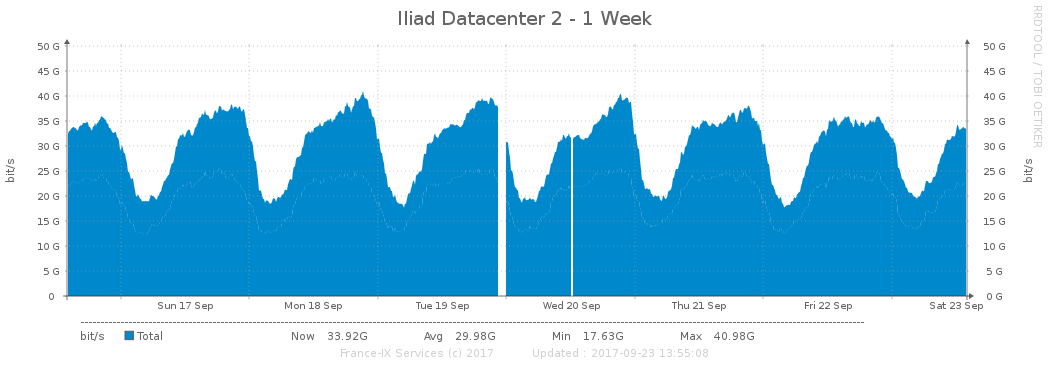 Iliad Datacenter 2 - 1 Week
RRDTOOL / TOBI OETIKER
50 G 50 G
45 G 45 G
40 G 40 G
35 G 35 G
30 G 30 G
25 G 25 G
20 G 20 G
15 G 15 G
10 G 10 G
5 G 5 G
0 0 G
bit/s bit/s
Sun 17 Sep Mon 18 Sep Tue 19 Sep Wed 20 Sep Thu 21 Sep Fri 22 Sep Sat 23 Sep
bit/s Total Now 33.92G Avg 29.98G Min 17.63G Max 40.98G
France-IX Services (c) 2017 Updated : 2017-09-23 13:55:08